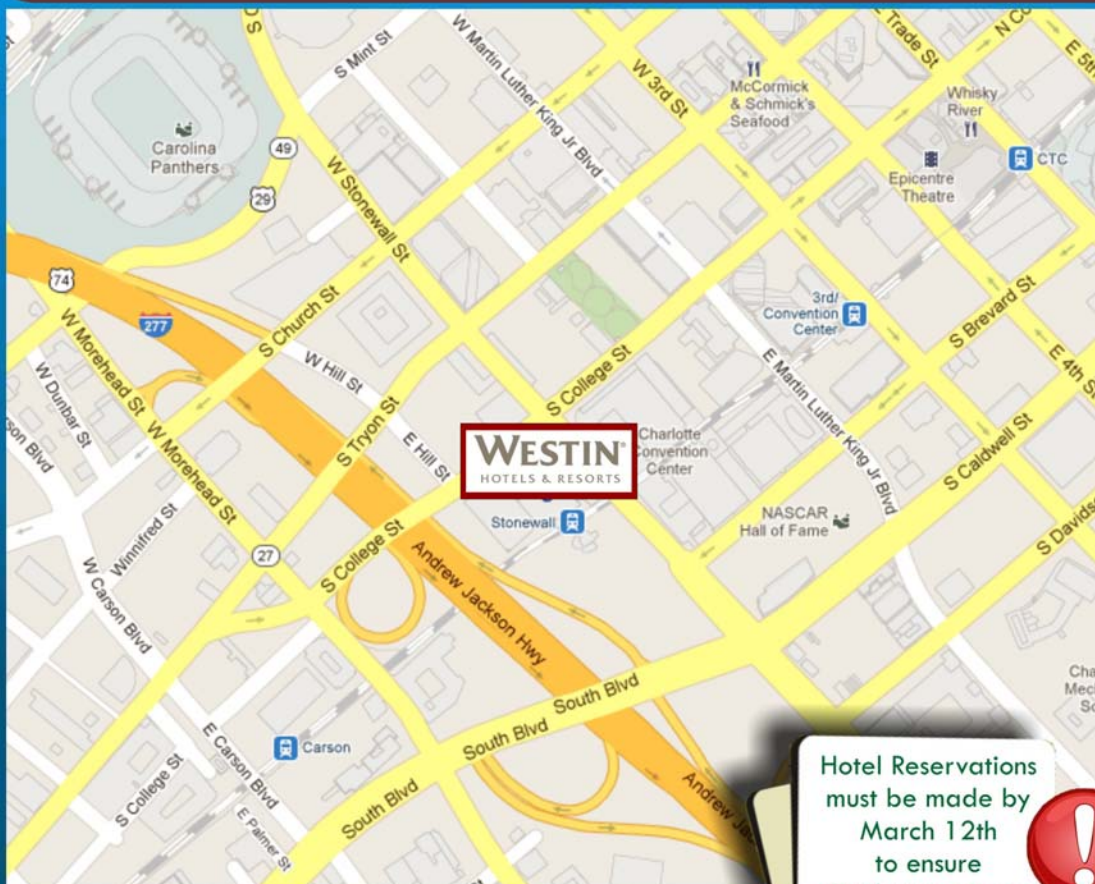 S Mint St
W Martin Luther King Jr Blvd
W 3rd St
E Trade St
E 5th
McCormick
& Schmick's
Seafood
Whisky
River
CTC
Epicentre
Theatre
Carolina
Panthers
49
29
W Stonewall St
74
277
3rd/
Convention
Center
S Brevard St
E 4th St
S Church St
W Hill St
W Morehead St
W Dunbar St
W Morehead St
S College St
E Martin Luther King Jr Blvd
S Tryon St
E Hill St
WESTIN®
HOTELS & RESORTS
Charlotte
Convention
Center
S Caldwell St
Stonewall
NASCAR
Hall of Fame
Winnifred St
27
S College St
Andrew Jackson Hwy
W Carson Blvd
South Blvd
South Blvd
E Carson Blvd
Carson
S College St
E Palmer St
South Blvd
Hotel Reservations
must be made by
March 12th
to ensure